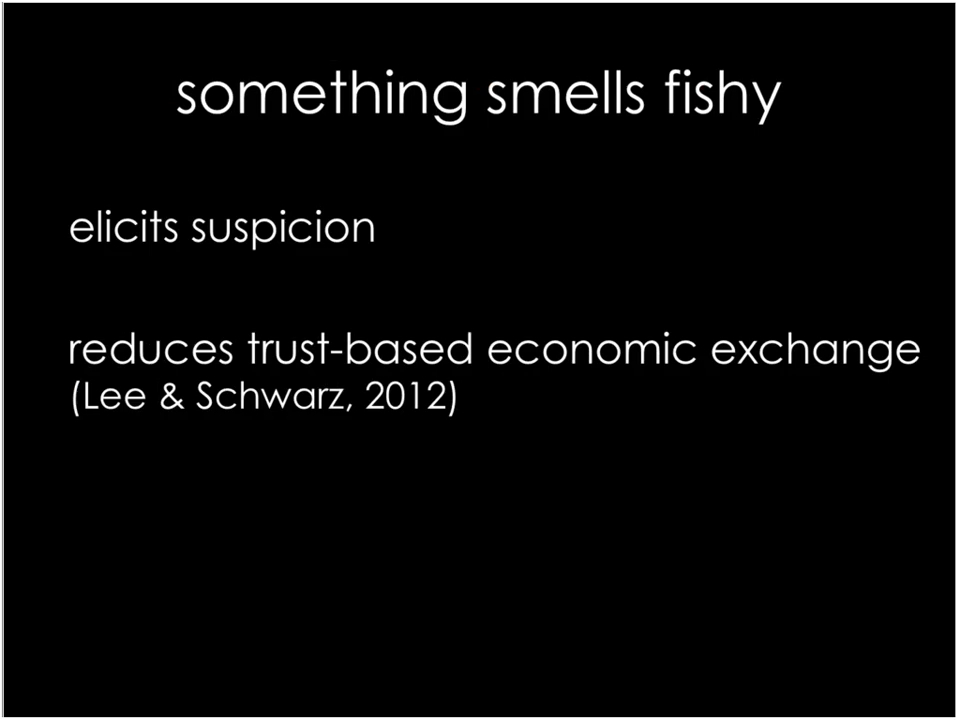 something smells fishy
elicits suspicion
reduces trust-based economic exchange
(Lee & Schwarz, 2012)